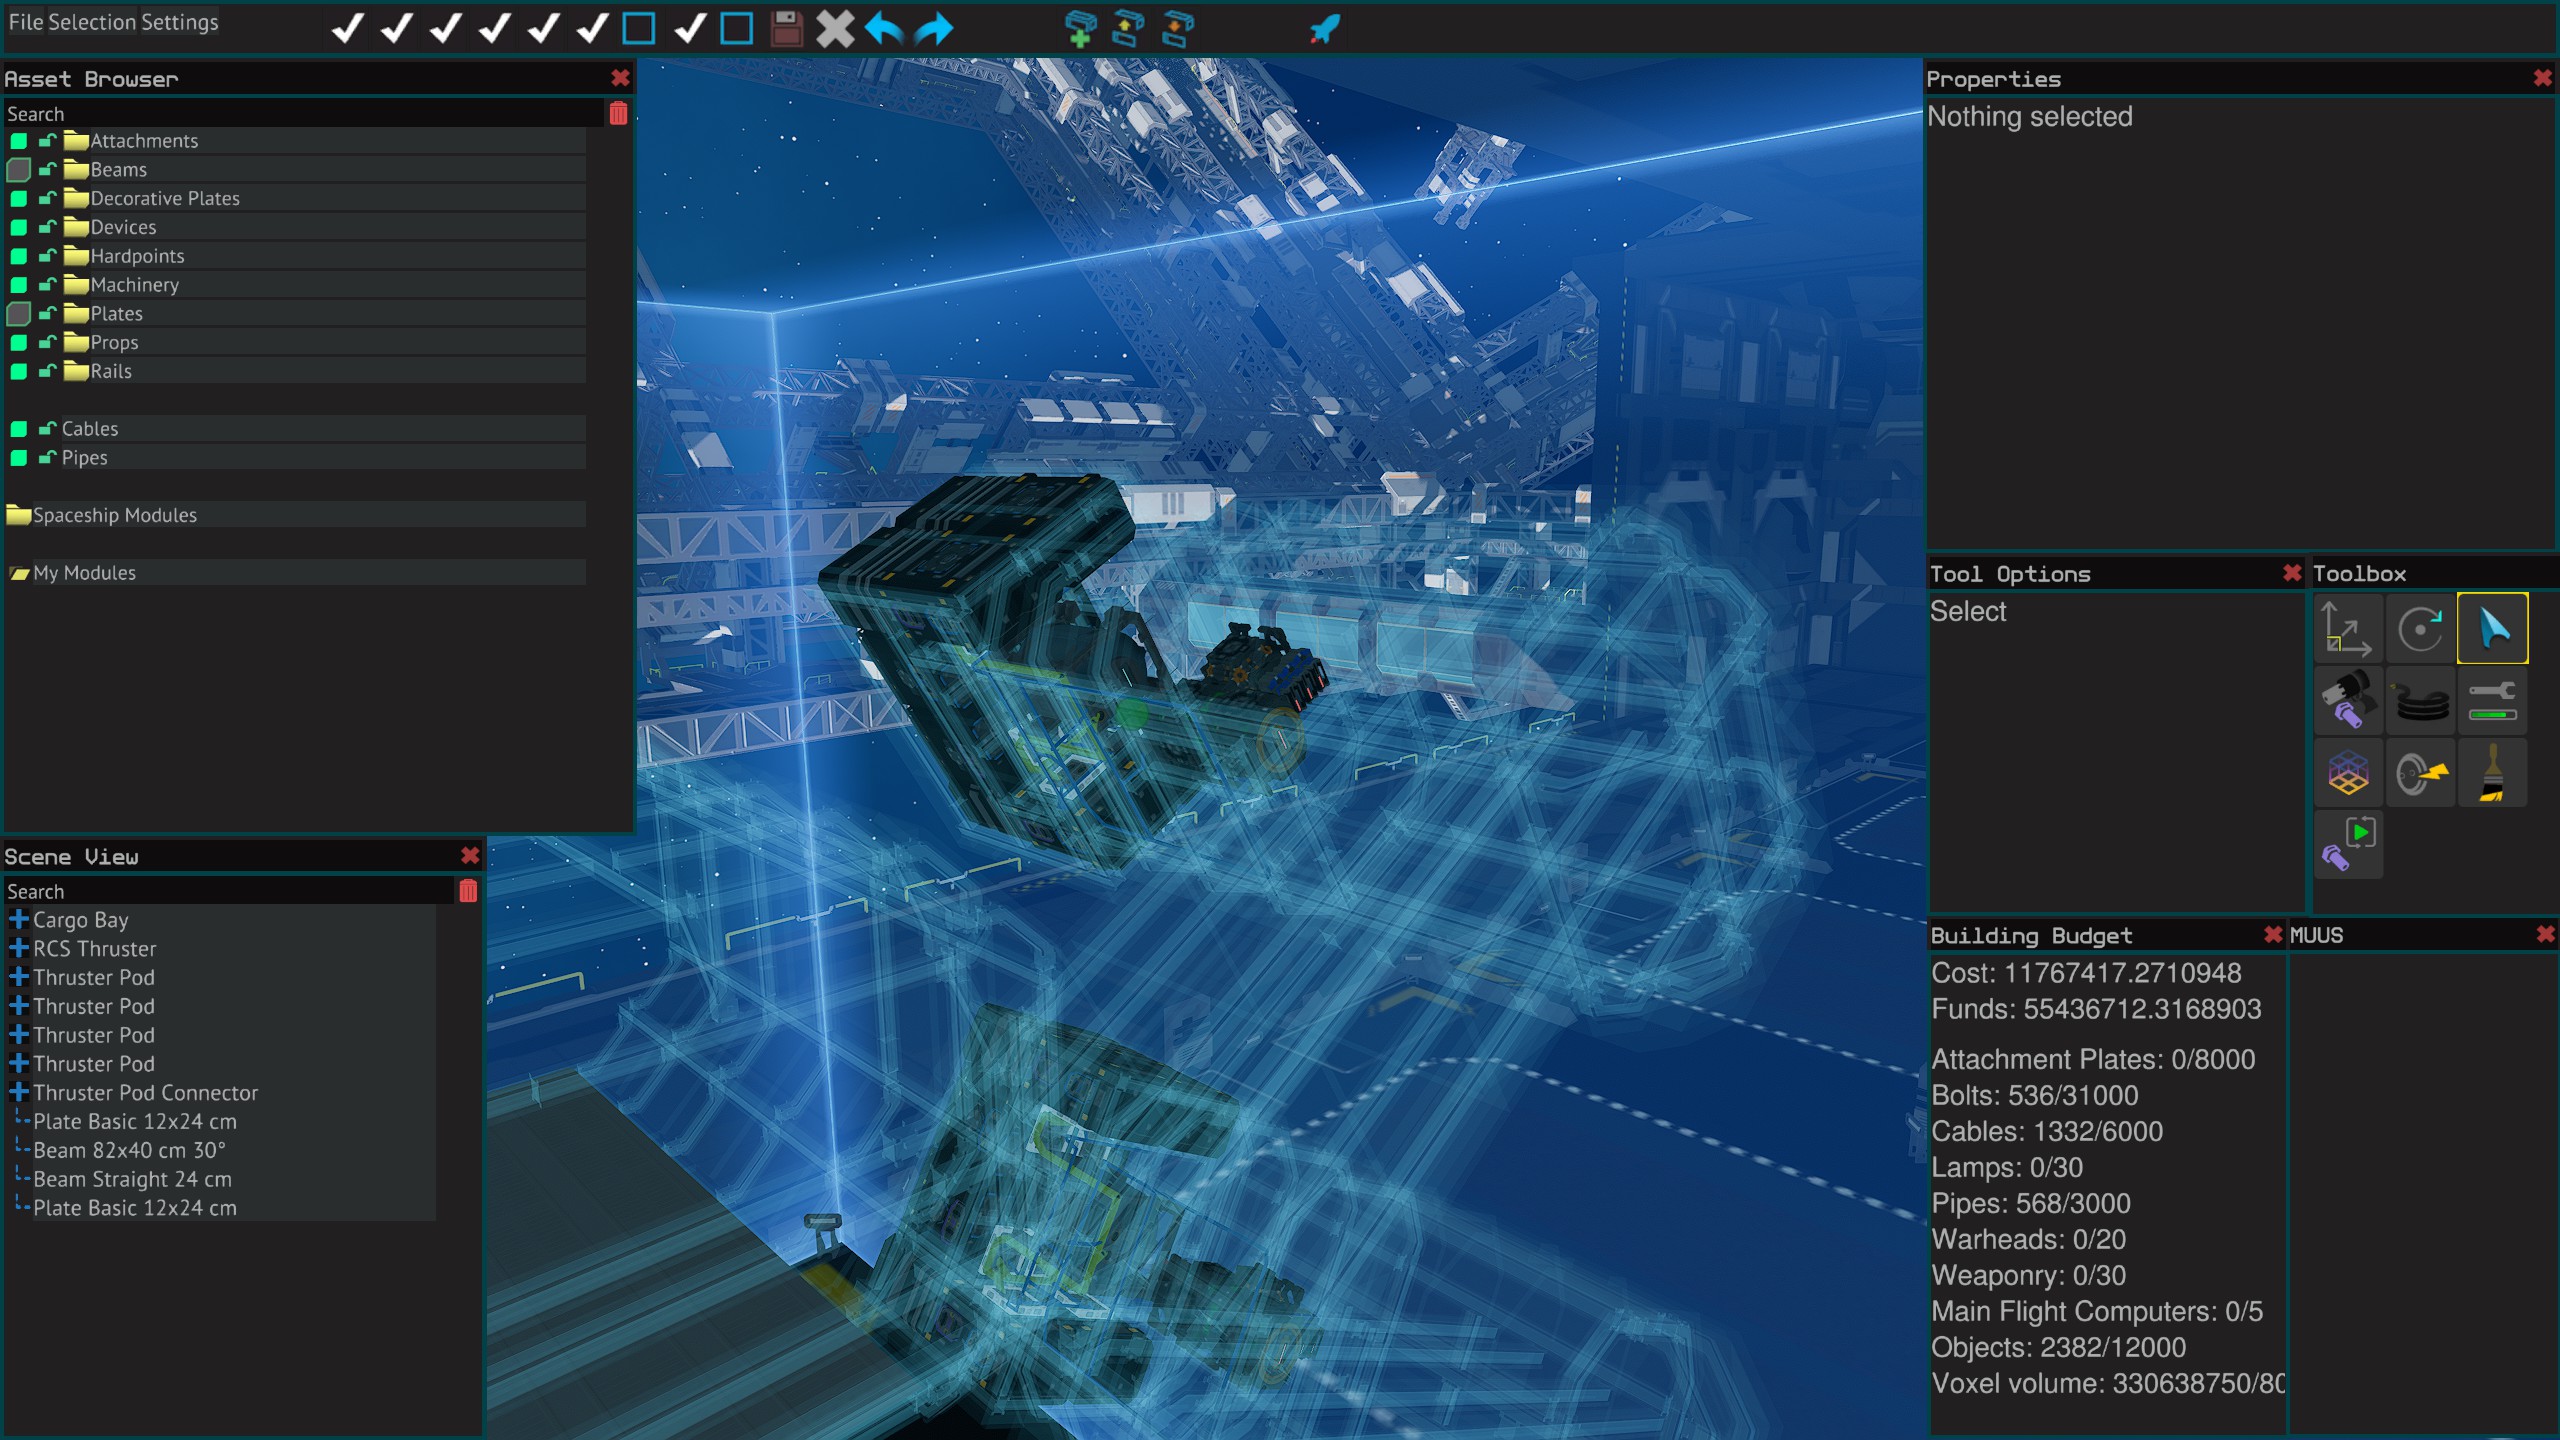 File Selection Settings
Asset Browser
Search
Attachments
Beams
Decorative Plates
Devices
Hardpoints
Machinery
Plates
Props
Rails
Cables
Pipes
Spaceship Modules
My Modules
Scene View
Search
Cargo Bay
RCS Thruster
Thruster Pod
Thruster Pod
Thruster Pod
Thruster Pod
Thruster Pod Connector
Plate Basic 12x24 cm
Beam 82x40 cm 30°
Beam Straight 24 cm
Plate Basic 12x24 cm
Properties
Nothing selected
Tool Options
Select
Toolbox
Building Budget
Cost: 11767417.2710948
Funds: 55436712.3168903
Attachment Plates: 0/8000
Bolts: 536/31000
Cables: 1332/6000
Lamps: 0/30
Pipes: 568/3000
Warheads: 0/20
Weaponry: 0/30
Main Flight Computers: 0/5
Objects: 2382/12000
Voxel volume: 330638750/80
MUUS